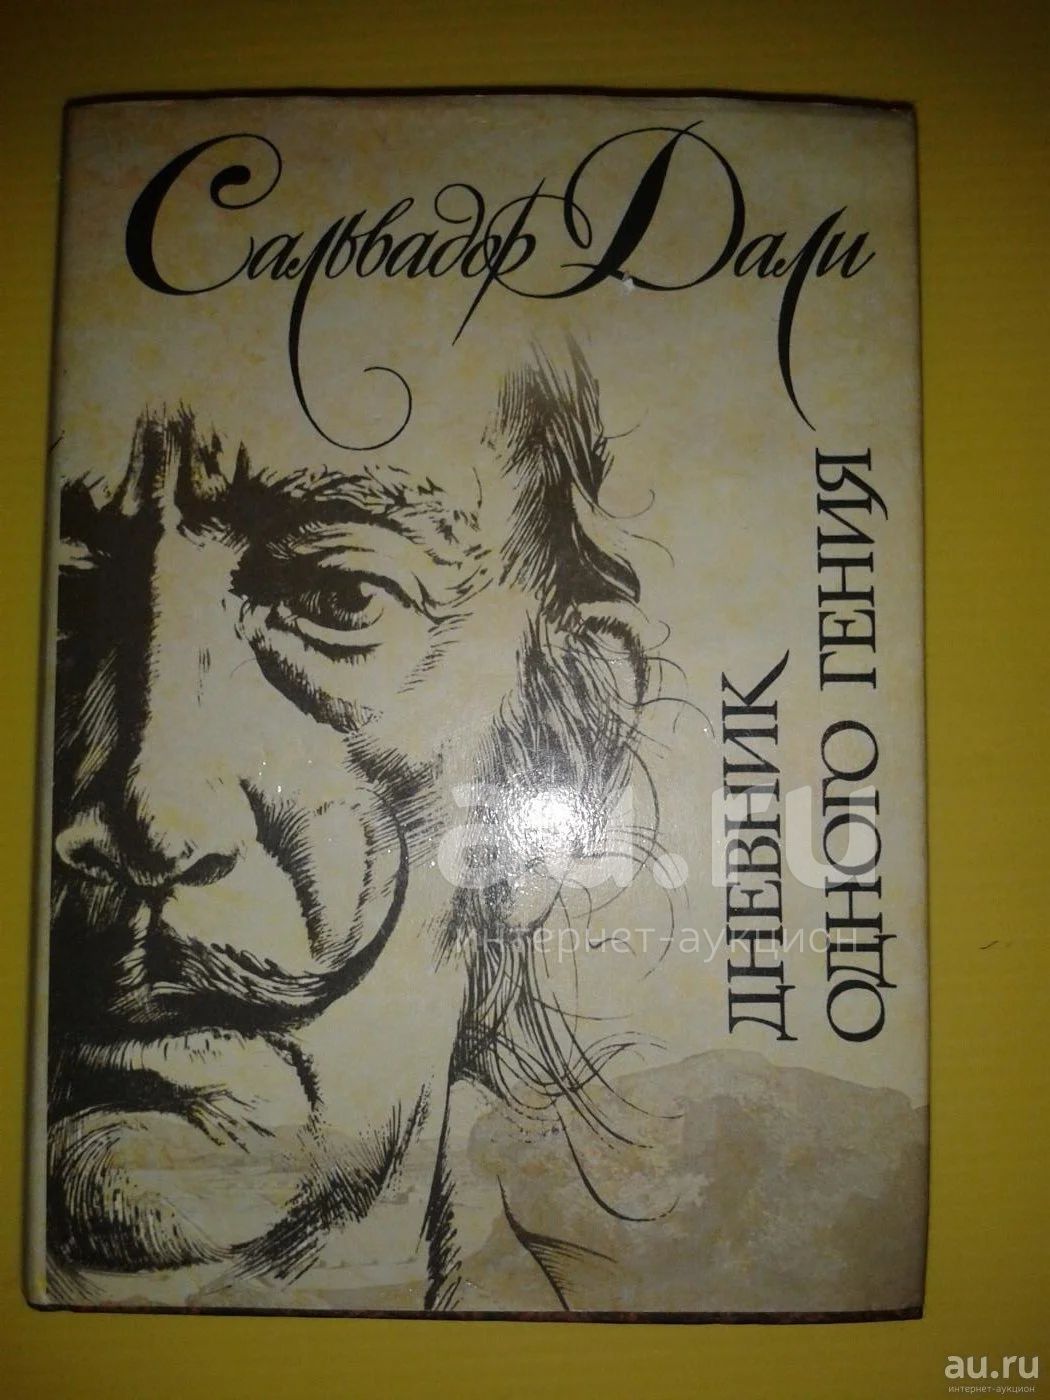 Сальвадор Дали
ДНЕВНИК
ОДНОГО ГЕНИЯ
au.ru
интернет-аукцион
au.ru
интернет-аукцион